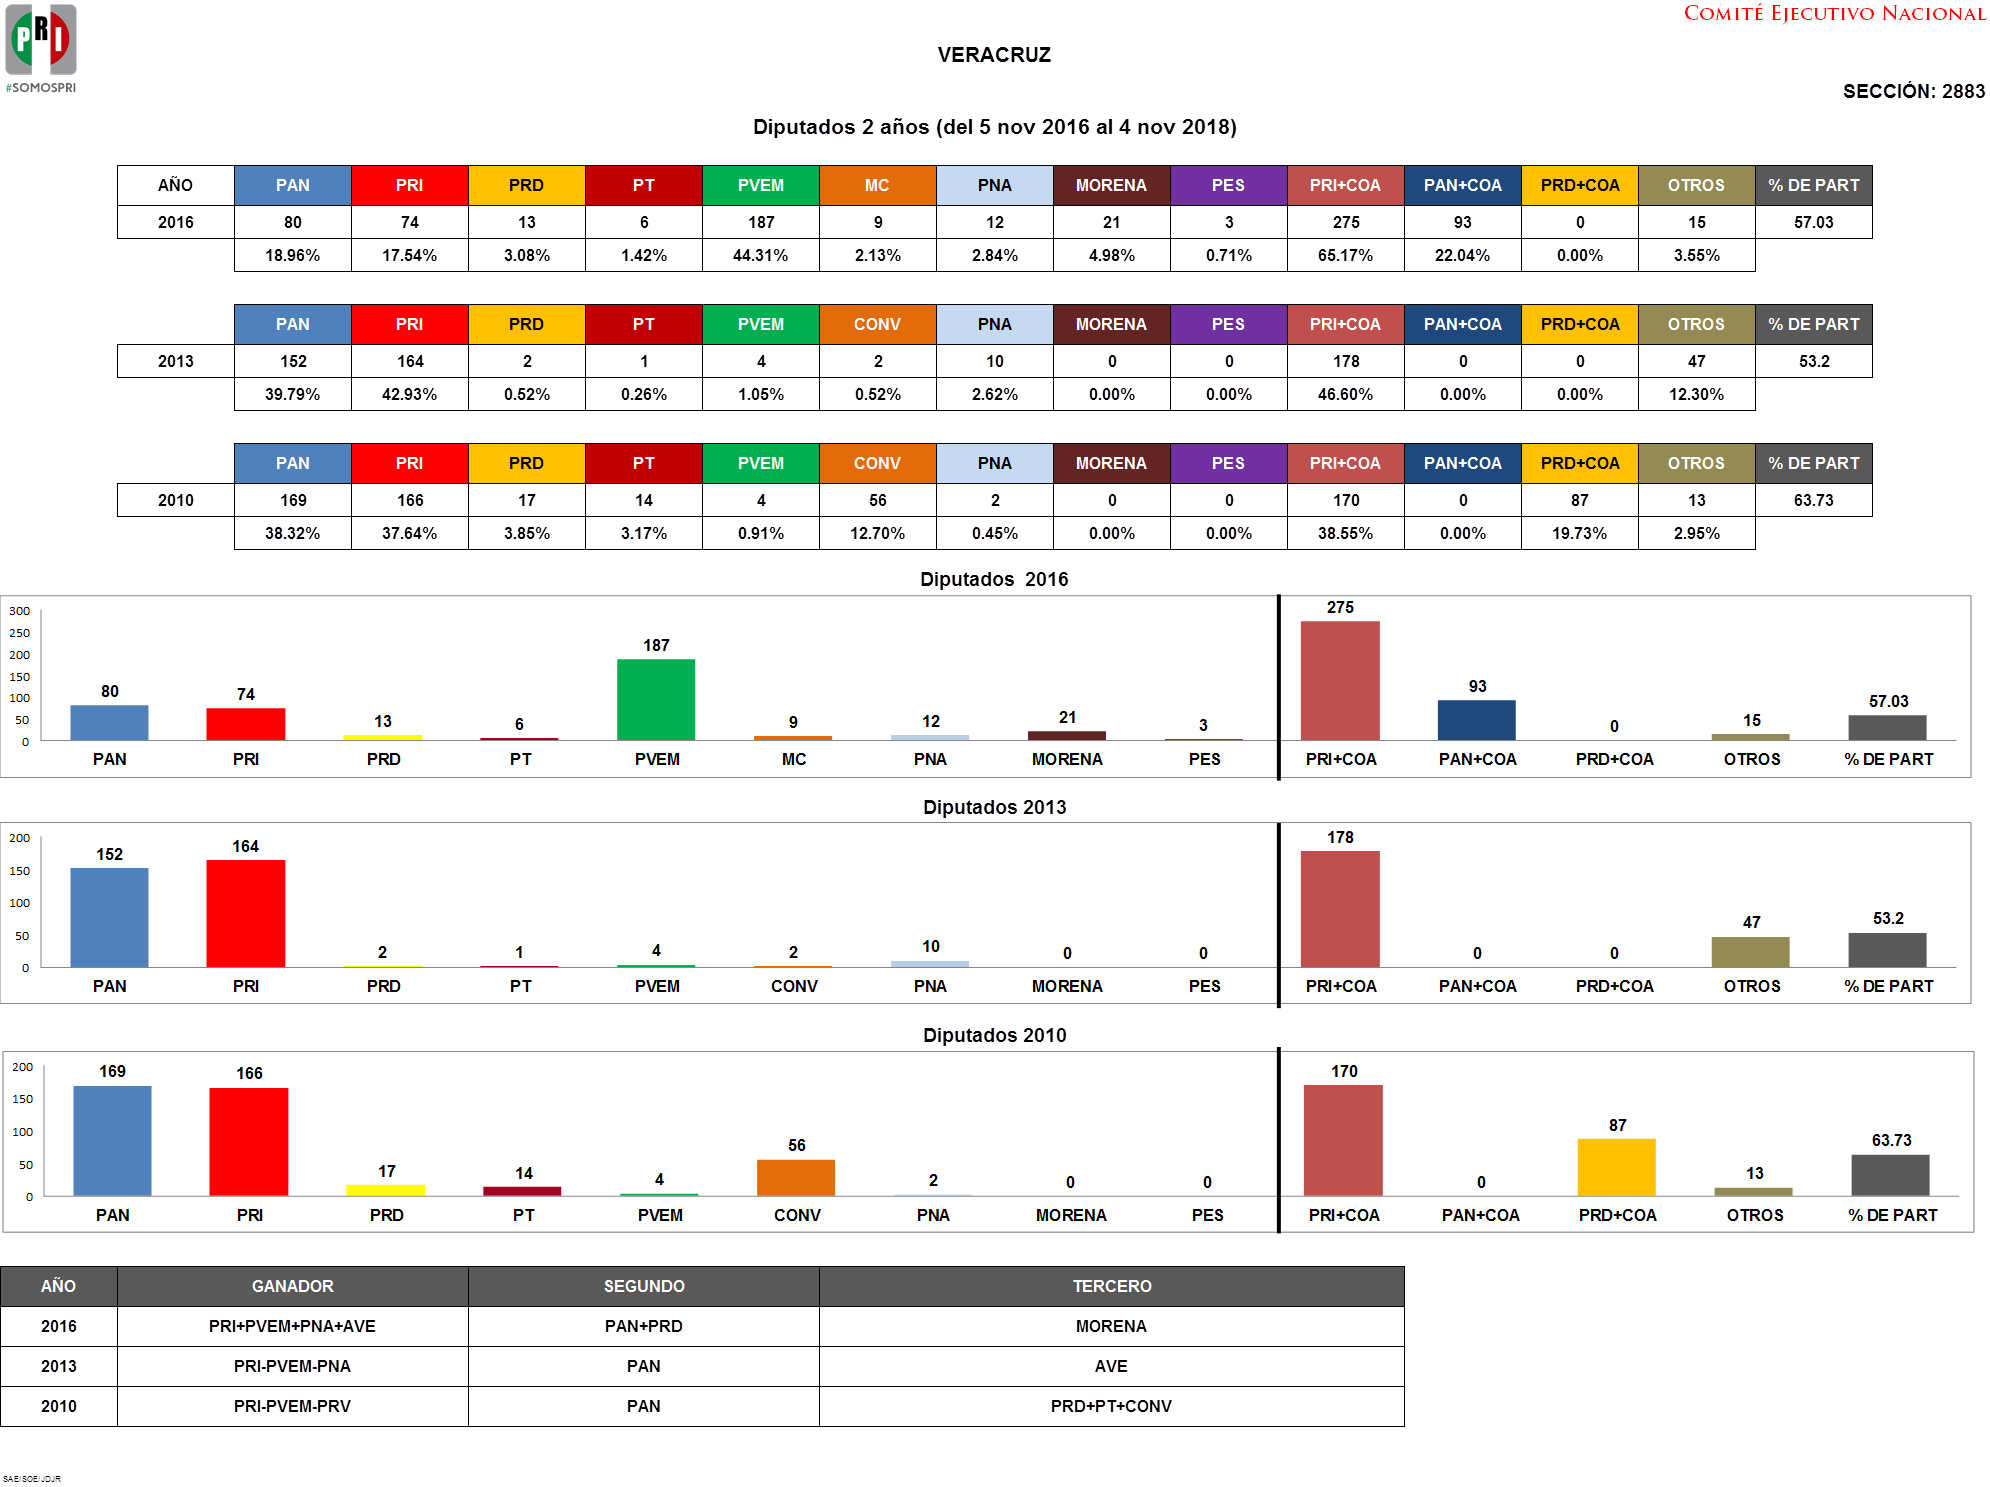 PRI
#SOMOSPRI
COMITÉ EJECUTIVO NACIONAL
VERACRUZ
SECCIÓN: 2883
Diputados 2 años (del 5 nov 2016 al 4 nov 2018)
AÑO PAN PRI PRD PT PVEM MC PNA MORENA PES PRI+COA PAN+COA PRD+COA OTROS % DE PART
2016 80 74 13 6 187 9 12 21 3 275 93 0 15 57.03
18.96% 17.54% 3.08% 1.42% 44.31% 2.13% 2.84% 4.98% 0.71% 65.17% 22.04% 0.00% 3.55%
PAN PRI PRD PT PVEM CONV PNA MORENA PES PRI+COA PAN+COA PRD+COA OTROS % DE PART
2013 152 164 2 1 4 2 10 0 0 178 0 0 47 53.2
39.79% 42.93% 0.52% 0.26% 1.05% 0.52% 2.62% 0.00% 0.00% 46.60% 0.00% 0.00% 12.30%
PAN PRI PRD PT PVEM CONV PNA MORENA PES PRI+COA PAN+COA PRD+COA OTROS % DE PART
2010 169 166 17 14 4 56 2 0 0 170 0 87 13 63.73
38.32% 37.64% 3.85% 3.17% 0.91% 12.70% 0.45% 0.00% 0.00% 38.55% 0.00% 19.73% 2.95%
Diputados 2016
300
250
200
150
100
50
0
80 74 13 6 187 9 12 21 3 275 93 0 15 57.03
PAN PRI PRD PT PVEM MC PNA MORENA PES PRI+COA PAN+COA PRD+COA OTROS % DE PART
Diputados 2013
200
150
100
50
0
152 164 2 1 4 2 10 0 0 178 0 0 47 53.2
PAN PRI PRD PT PVEM CONV PNA MORENA PES PRI+COA PAN+COA PRD+COA OTROS % DE PART
Diputados 2010
200
150
100
50
0
169 166 17 14 4 56 2 0 0 170 0 87 13 63.73
PAN PRI PRD PT PVEM CONV PNA MORENA PES PRI+COA PAN+COA PRD+COA OTROS % DE PART
AÑO GANADOR SEGUNDO TERCERO
2016 PRI+PVEM+PNA+AVE PAN+PRD MORENA
2013 PRI-PVEM-PNA PAN AVE
2010 PRI-PVEM-PRV PAN PRD+PT+CONV
SAE/SOE/JDJR